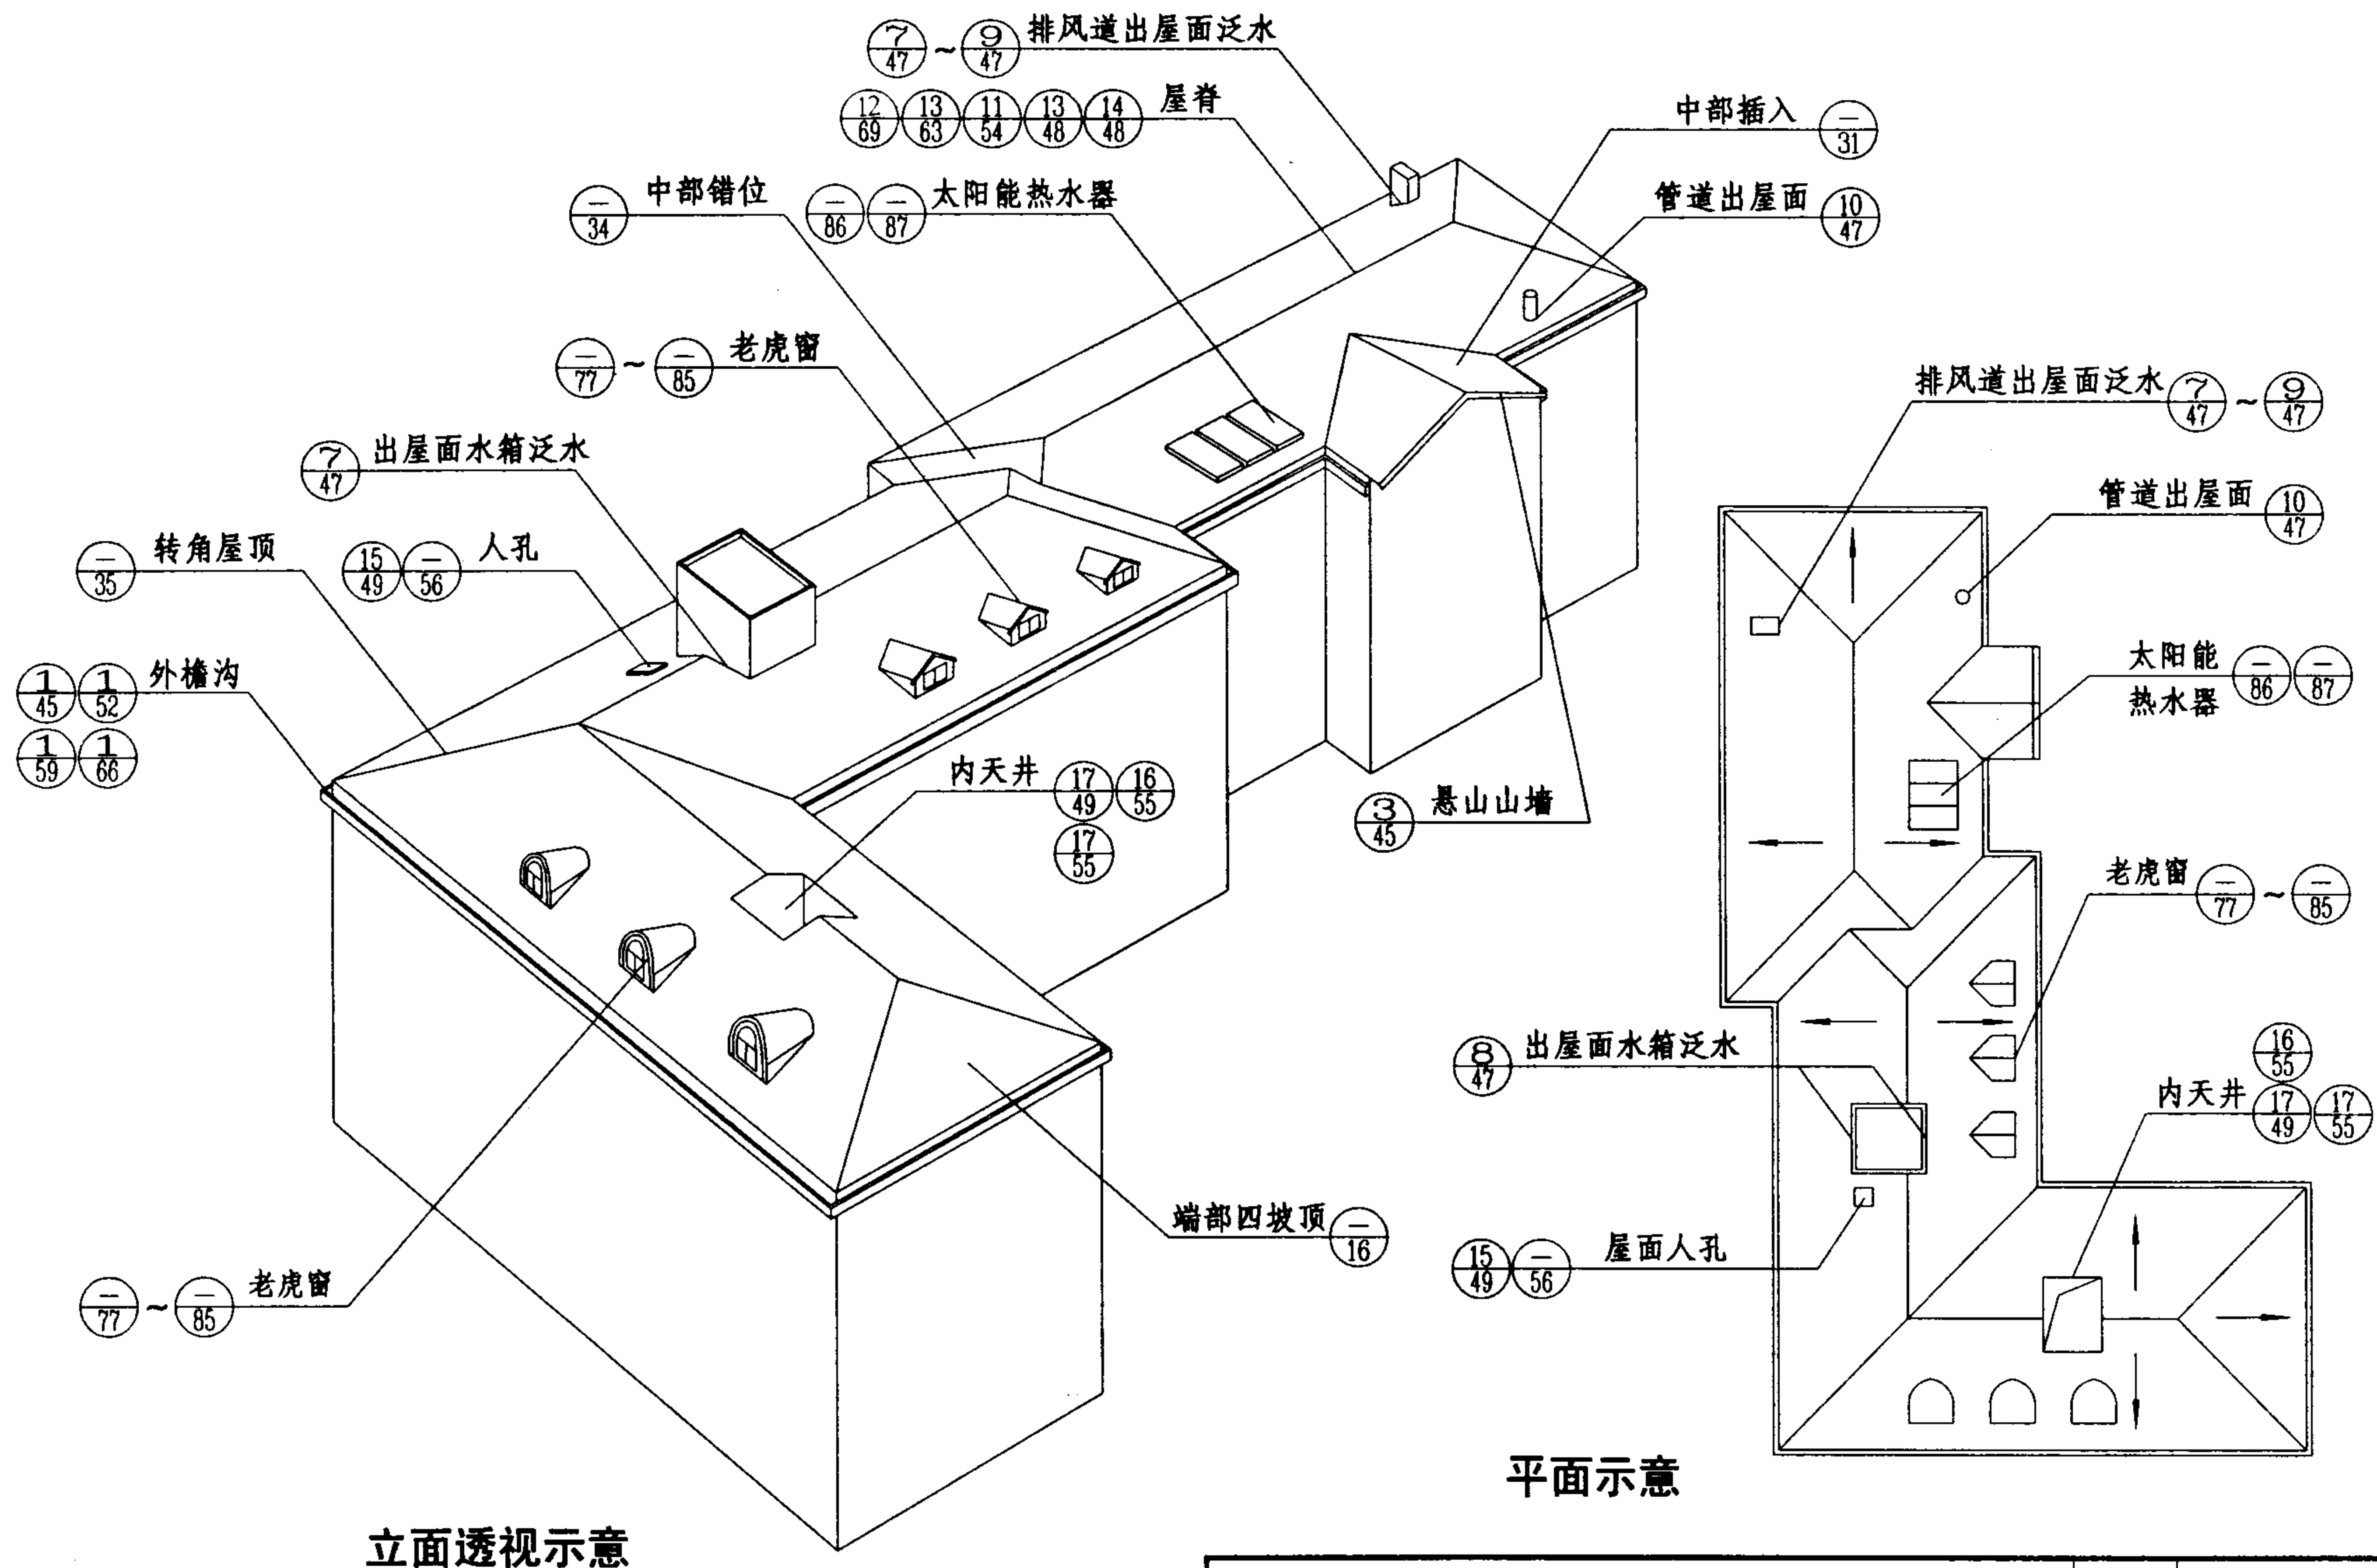 7/47 ~ 9/47 排风道出屋面泛水
12/69 13/63 11/54 13/48 14/48 屋脊
中部插入 —/31
—/34 中部错位
—/86 —/87 太阳能热水器
管道出屋面 10/47
—/77 ~ —/85 老虎窗
7/47 出屋面水箱泛水
—/35 转角屋顶
15/49 —/56 人孔
1/45 1/52 外檐沟
1/59 1/66
内天井 17/49 16/55
17/55
3/45 悬山山墙
端部四坡顶 —/16
—/77 ~ —/85 老虎窗
立面透视示意
排风道出屋面泛水 7/47 ~ 9/47
管道出屋面 10/47
太阳能 —/86 —/87
热水器
老虎窗 —/77 ~ —/85
8/47 出屋面水箱泛水
16/55
内天井 17/49 17/55
15/49 —/56 屋面人孔
平面示意